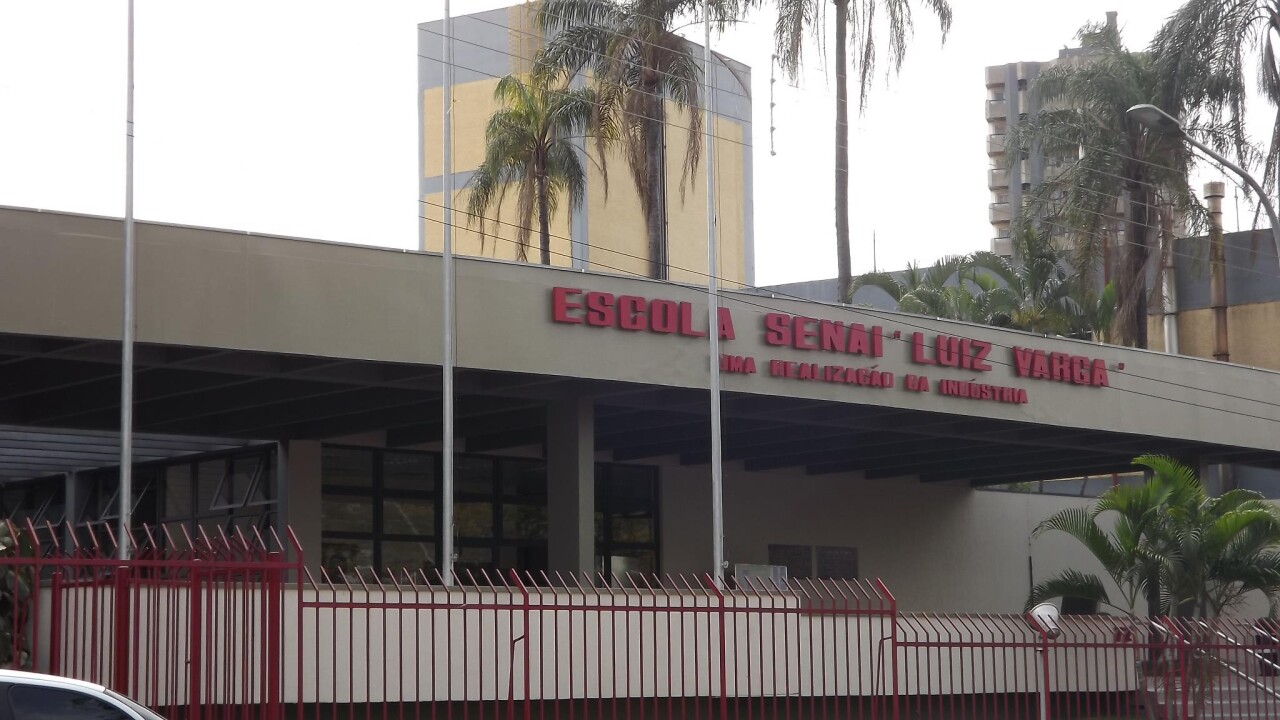 ESCOLA SENAI "LUIZ VARGA"
UMA REALIZAÇÃO DA INDÚSTRIA